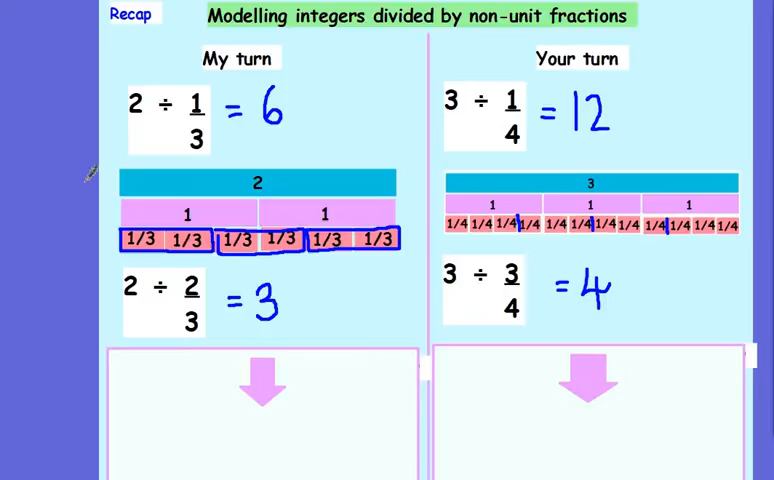 Recap
Modelling integers divided by non-unit fractions
My turn
2 ÷ 1/3 = 6
2
1 1
1/3 1/3 1/3 1/3 1/3 1/3
2 ÷ 2/3 = 3
Your turn
3 ÷ 1/4 = 12
3
1 1 1
1/4 1/4 1/4 1/4 1/4 1/4 1/4 1/4 1/4 1/4 1/4 1/4
3 ÷ 3/4 = 4